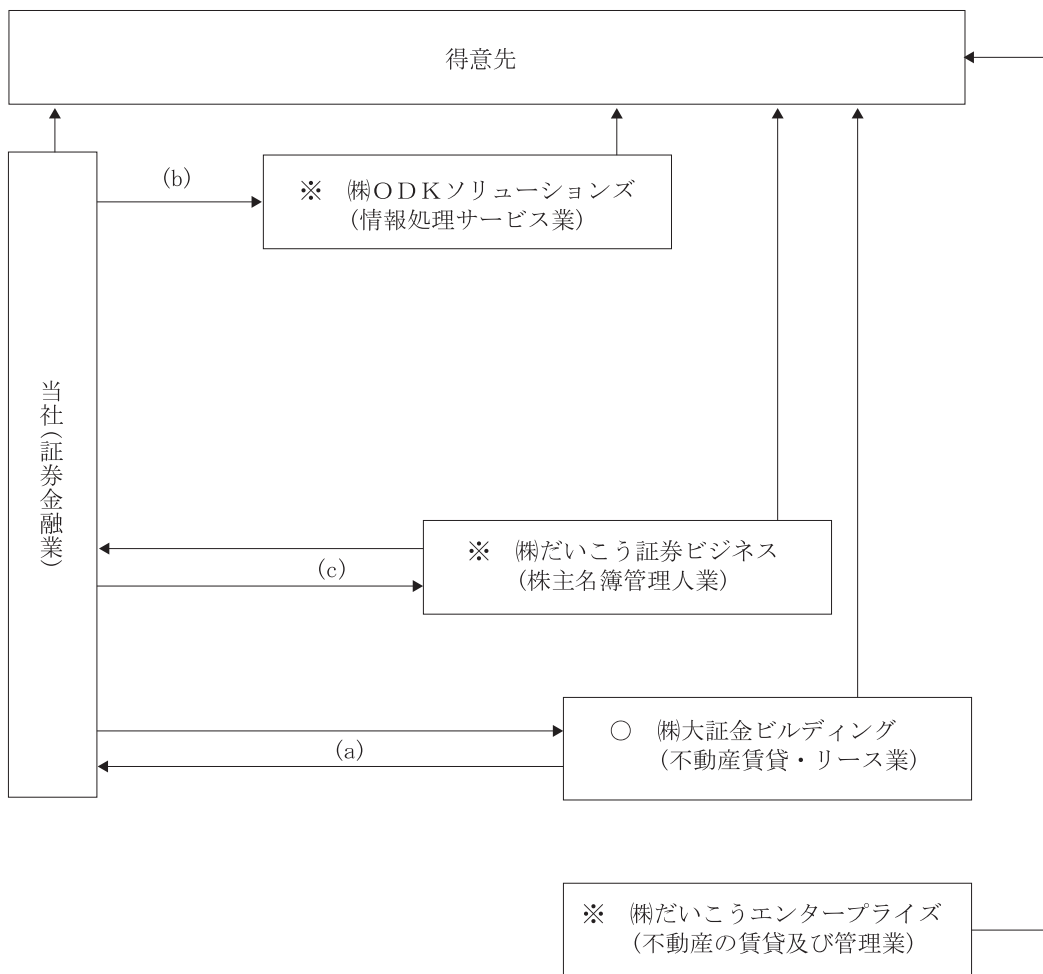 得意先
(b)
※ ㈱ＯＤＫソリューションズ
(情報処理サービス業)
当社(証券金融業)
※ ㈱だいこう証券ビジネス
(株主名簿管理人業)
(c)
○ ㈱大証金ビルディング
(不動産賃貸・リース業)
(a)
※ ㈱だいこうエンタープライズ
(不動産の賃貸及び管理業)